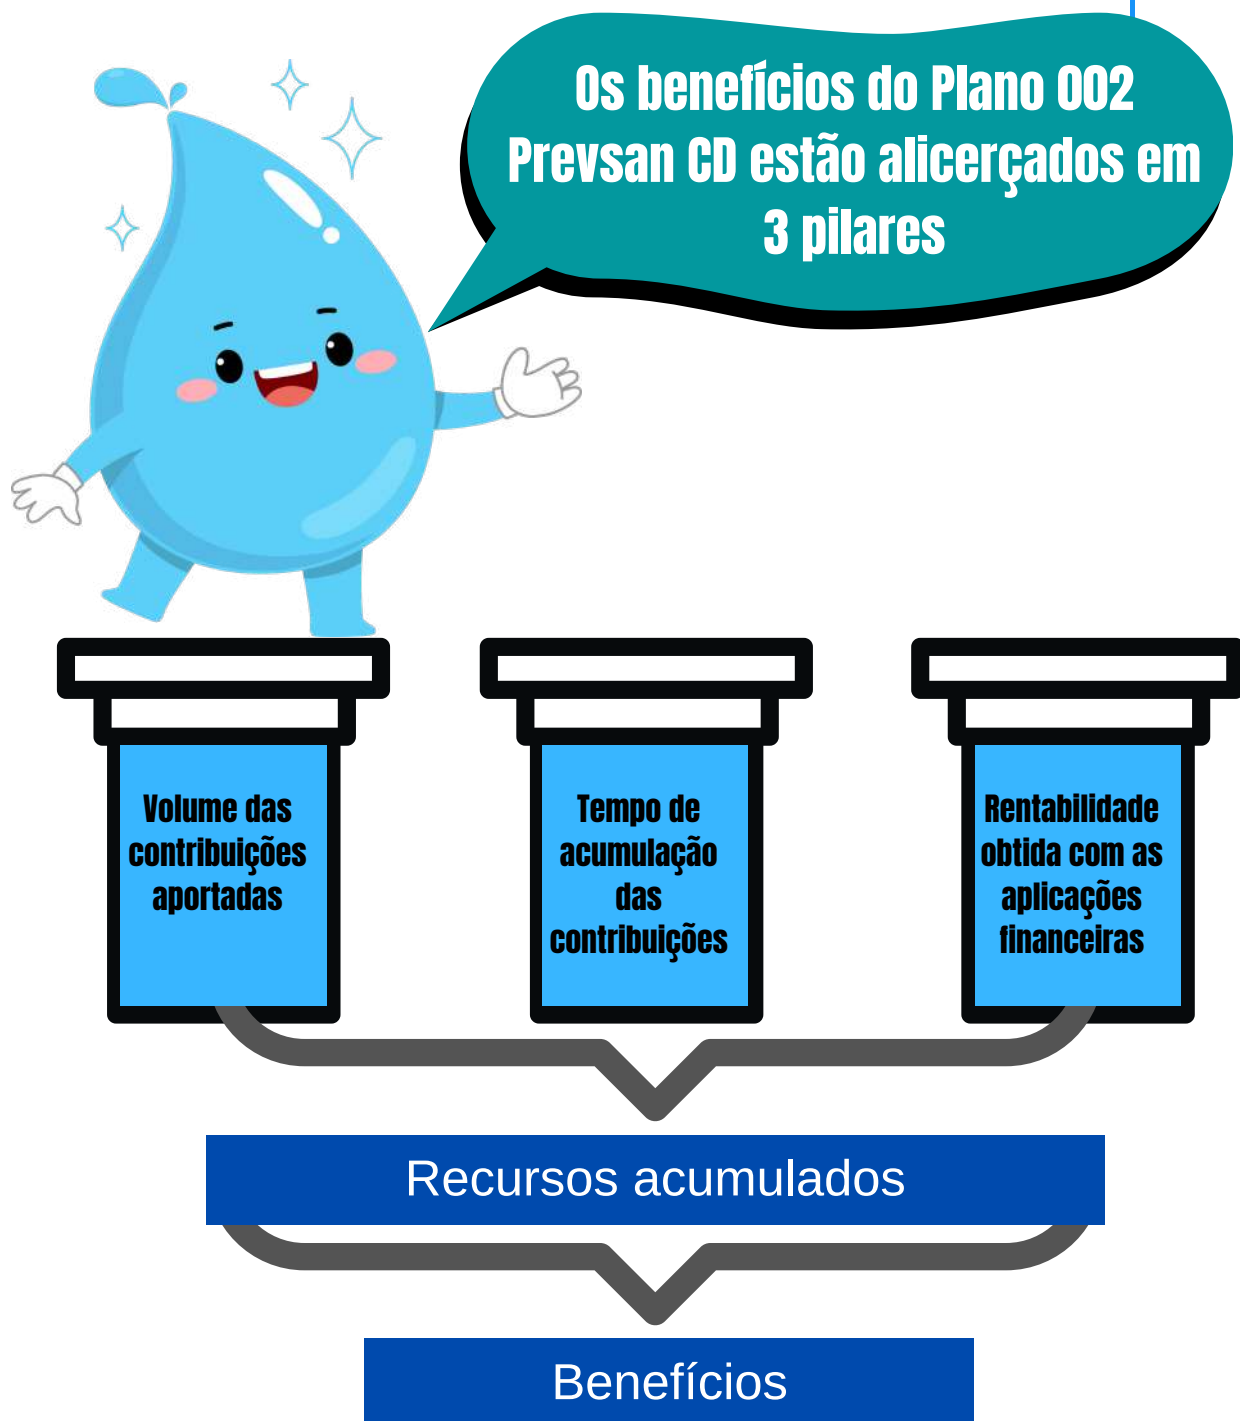 Os benefícios do Plano 002
Prevsan CD estão alicerçados em
3 pilares
Volume das
contribuições
aportadas
Tempo de
acumulação
das
contribuições
Rentabilidade
obtida com as
aplicações
financeiras
Recursos acumulados
Benefícios